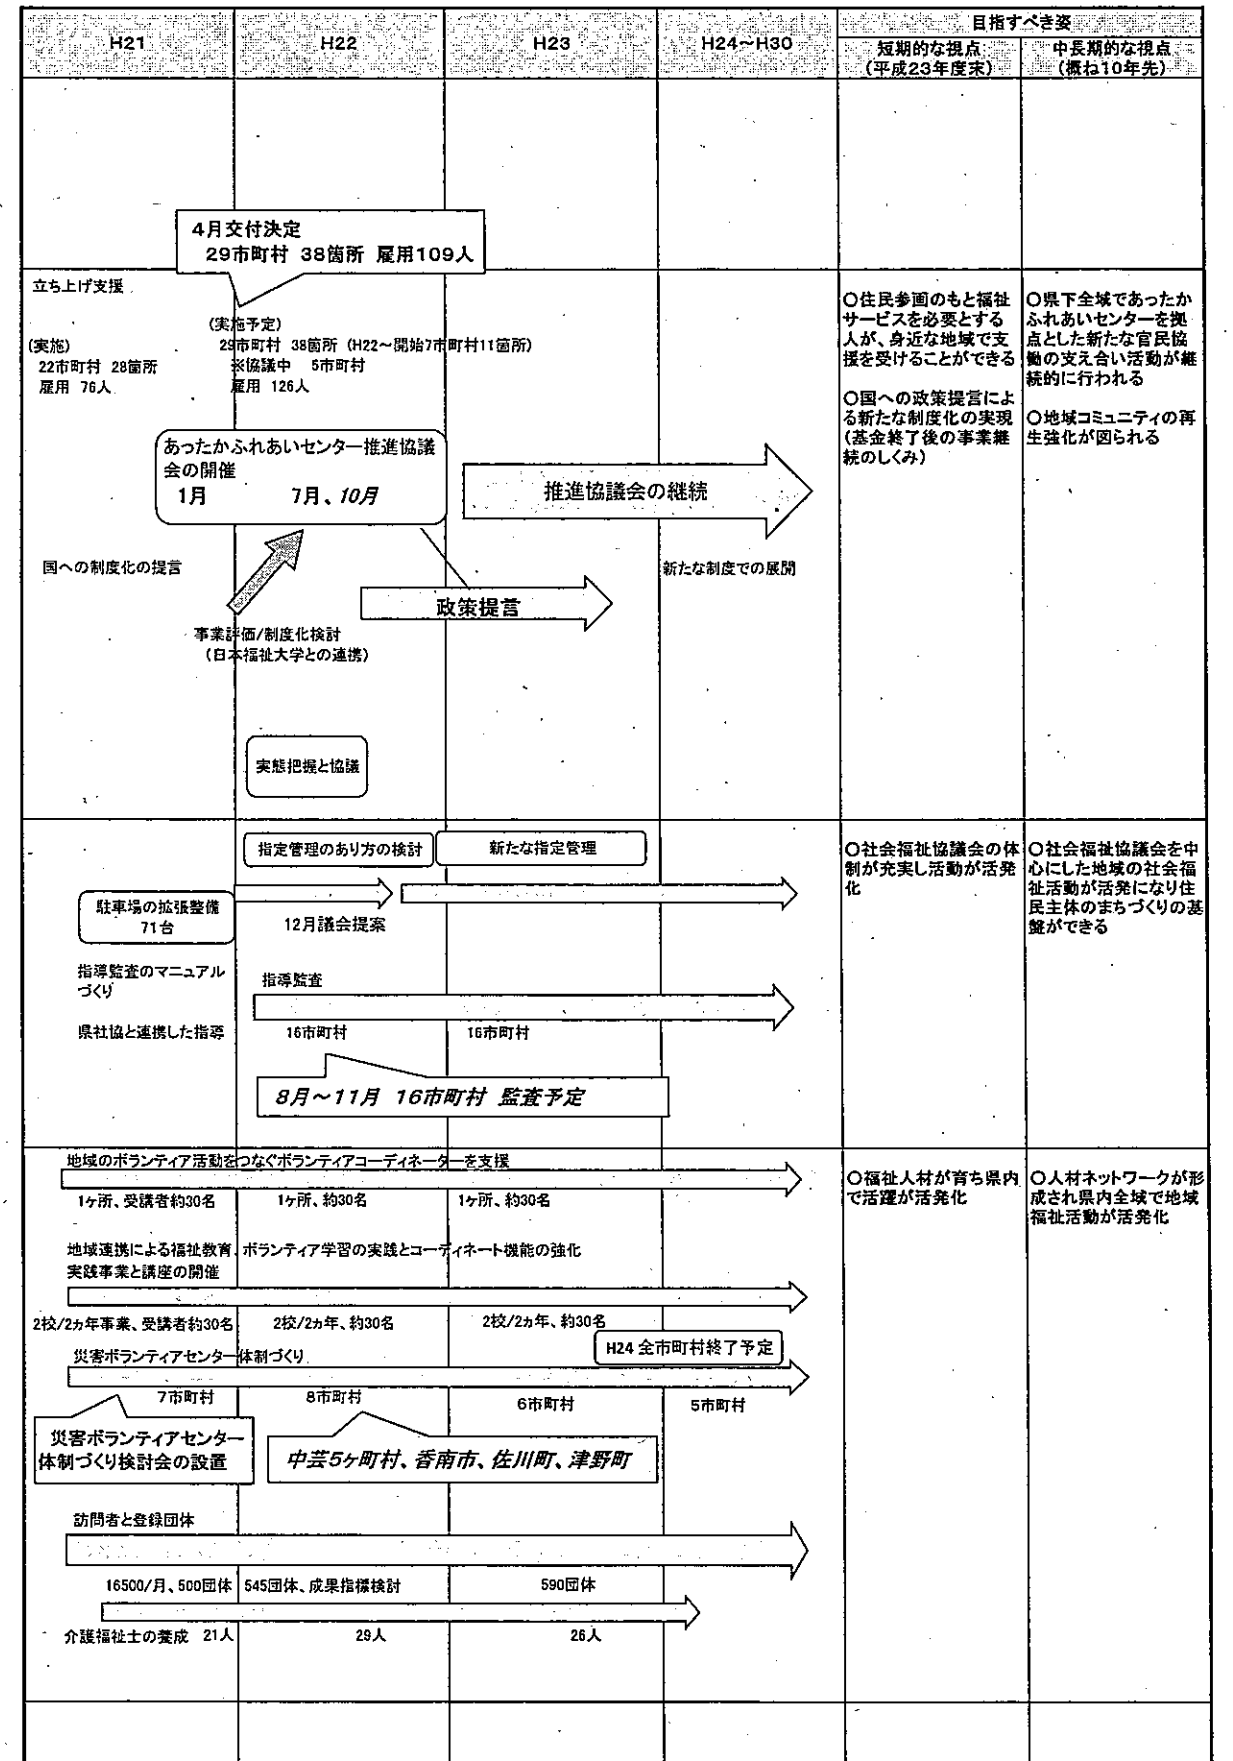 H21
H22
H23
H24～H30
目指すべき姿
短期的な視点
(平成23年度末)
中長期的な視点
(概ね10年先)
4月交付決定
29市町村 38箇所 雇用109人
立ち上げ支援
(実施)
22市町村 28箇所
雇用 76人
(実施予定)
29市町村 38箇所 (H22～開始7市町村11箇所)
※協議中 5市町村
雇用 126人
あったかふれあいセンター推進協議
会の開催
1月 7月、10月
推進協議会の継続
国への制度化の提言
新たな制度での展開
政策提言
事業評価/制度化検討
(日本福祉大学との連携)
実態把握と協議
○住民参画のもと福祉
サービスを必要とする
人が、身近な地域で支
援を受けることができる
○国への政策提言によ
る新たな制度化の実現
(基金終了後の事業継
続のしくみ)
○県下全域であったか
ふれあいセンターを拠
点とした新たな官民協
働の支え合い活動が継
続的に行われる
○地域コミュニティの再
生強化が図られる
指定管理のあり方の検討
新たな指定管理
駐車場の拡張整備
71台
12月議会提案
指導監査のマニュアル
づくり
指導監査
県社協と連携した指導
16市町村
16市町村
8月～11月 16市町村 監査予定
○社会福祉協議会の体
制が充実し活動が活発
化
○社会福祉協議会を中
心にした地域の社会福
祉活動が活発になり住
民主体のまちづくりの基
盤ができる
地域のボランティア活動をつなぐボランティアコーディネーターを支援
1ヶ所、受講者約30名
1ヶ所、約30名
1ヶ所、約30名
地域連携による福祉教育、ボランティア学習の実践とコーディネート機能の強化
実践事業と講座の開催
2校/2ヵ年事業、受講者約30名
2校/2ヵ年、約30名
2校/2ヵ年、約30名
H24 全市町村終了予定
災害ボランティアセンター体制づくり
7市町村
8市町村
6市町村
5市町村
災害ボランティアセンター
体制づくり検討会の設置
中芸5ヶ町村、香南市、佐川町、津野町
訪問者と登録団体
16500/月、500団体
545団体、成果指標検討
590団体
介護福祉士の養成 21人
29人
26人
○福祉人材が育ち県内
で活躍が活発化
○人材ネットワークが形
成され県内全域で地域
福祉活動が活発化